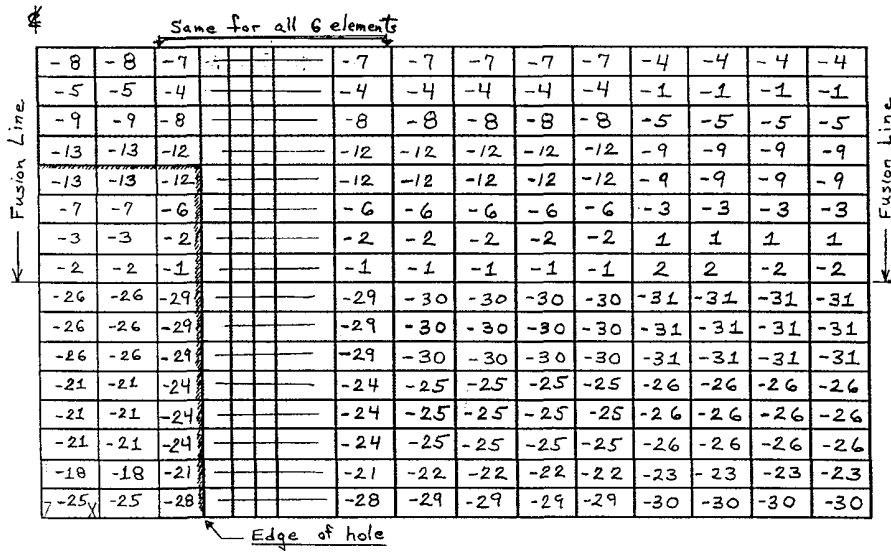 ℄
Same for all 6 elements
Fusion Line
Fusion Line
-8 -8 -7 -7 -7 -7 -7 -7 -4 -4 -4 -4
-5 -5 -4 -4 -4 -4 -4 -4 -1 -1 -1 -1
-9 -9 -8 -8 -8 -8 -8 -8 -5 -5 -5 -5
-13 -13 -12 -12 -12 -12 -12 -12 -9 -9 -9 -9
-13 -13 -12 -12 -12 -12 -12 -12 -9 -9 -9 -9
-7 -7 -6 -6 -6 -6 -6 -6 -3 -3 -3 -3
-3 -3 -2 -2 -2 -2 -2 -2 1 1 1 1
-2 -2 -1 -1 -1 -1 -1 -1 2 2 -2 -2
-26 -26 -29 -29 -30 -30 -30 -30 -31 -31 -31 -31
-26 -26 -29 -29 -30 -30 -30 -30 -31 -31 -31 -31
-26 -26 -29 -29 -30 -30 -30 -30 -31 -31 -31 -31
-21 -21 -24 -24 -25 -25 -25 -25 -26 -26 -26 -26
-21 -21 -24 -24 -25 -25 -25 -25 -26 -26 -26 -26
-21 -21 -24 -24 -25 -25 -25 -25 -26 -26 -26 -26
-18 -18 -21 -21 -22 -22 -22 -22 -23 -23 -23 -23
-25 -25 -28 -28 -29 -29 -29 -29 -30 -30 -30 -30
Edge of hole